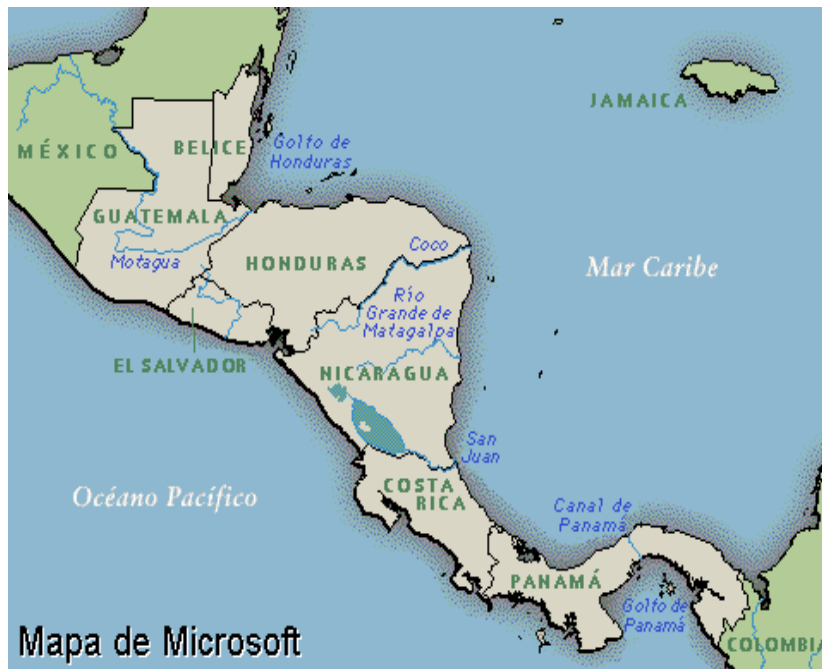 JAMAICA
MÉXICO
BELICE
Golfo de
Honduras
GUATEMALA
Motagua
HONDURAS
Coco
Mar Caribe
Río
Grande de
Matagalpa
EL SALVADOR
NICARAGUA
San
Juan
COSTA
RICA
Océano Pacífico
Canal de
Panamá
PANAMÁ
Golfo de
Panamá
COLOMBIA
Mapa de Microsoft